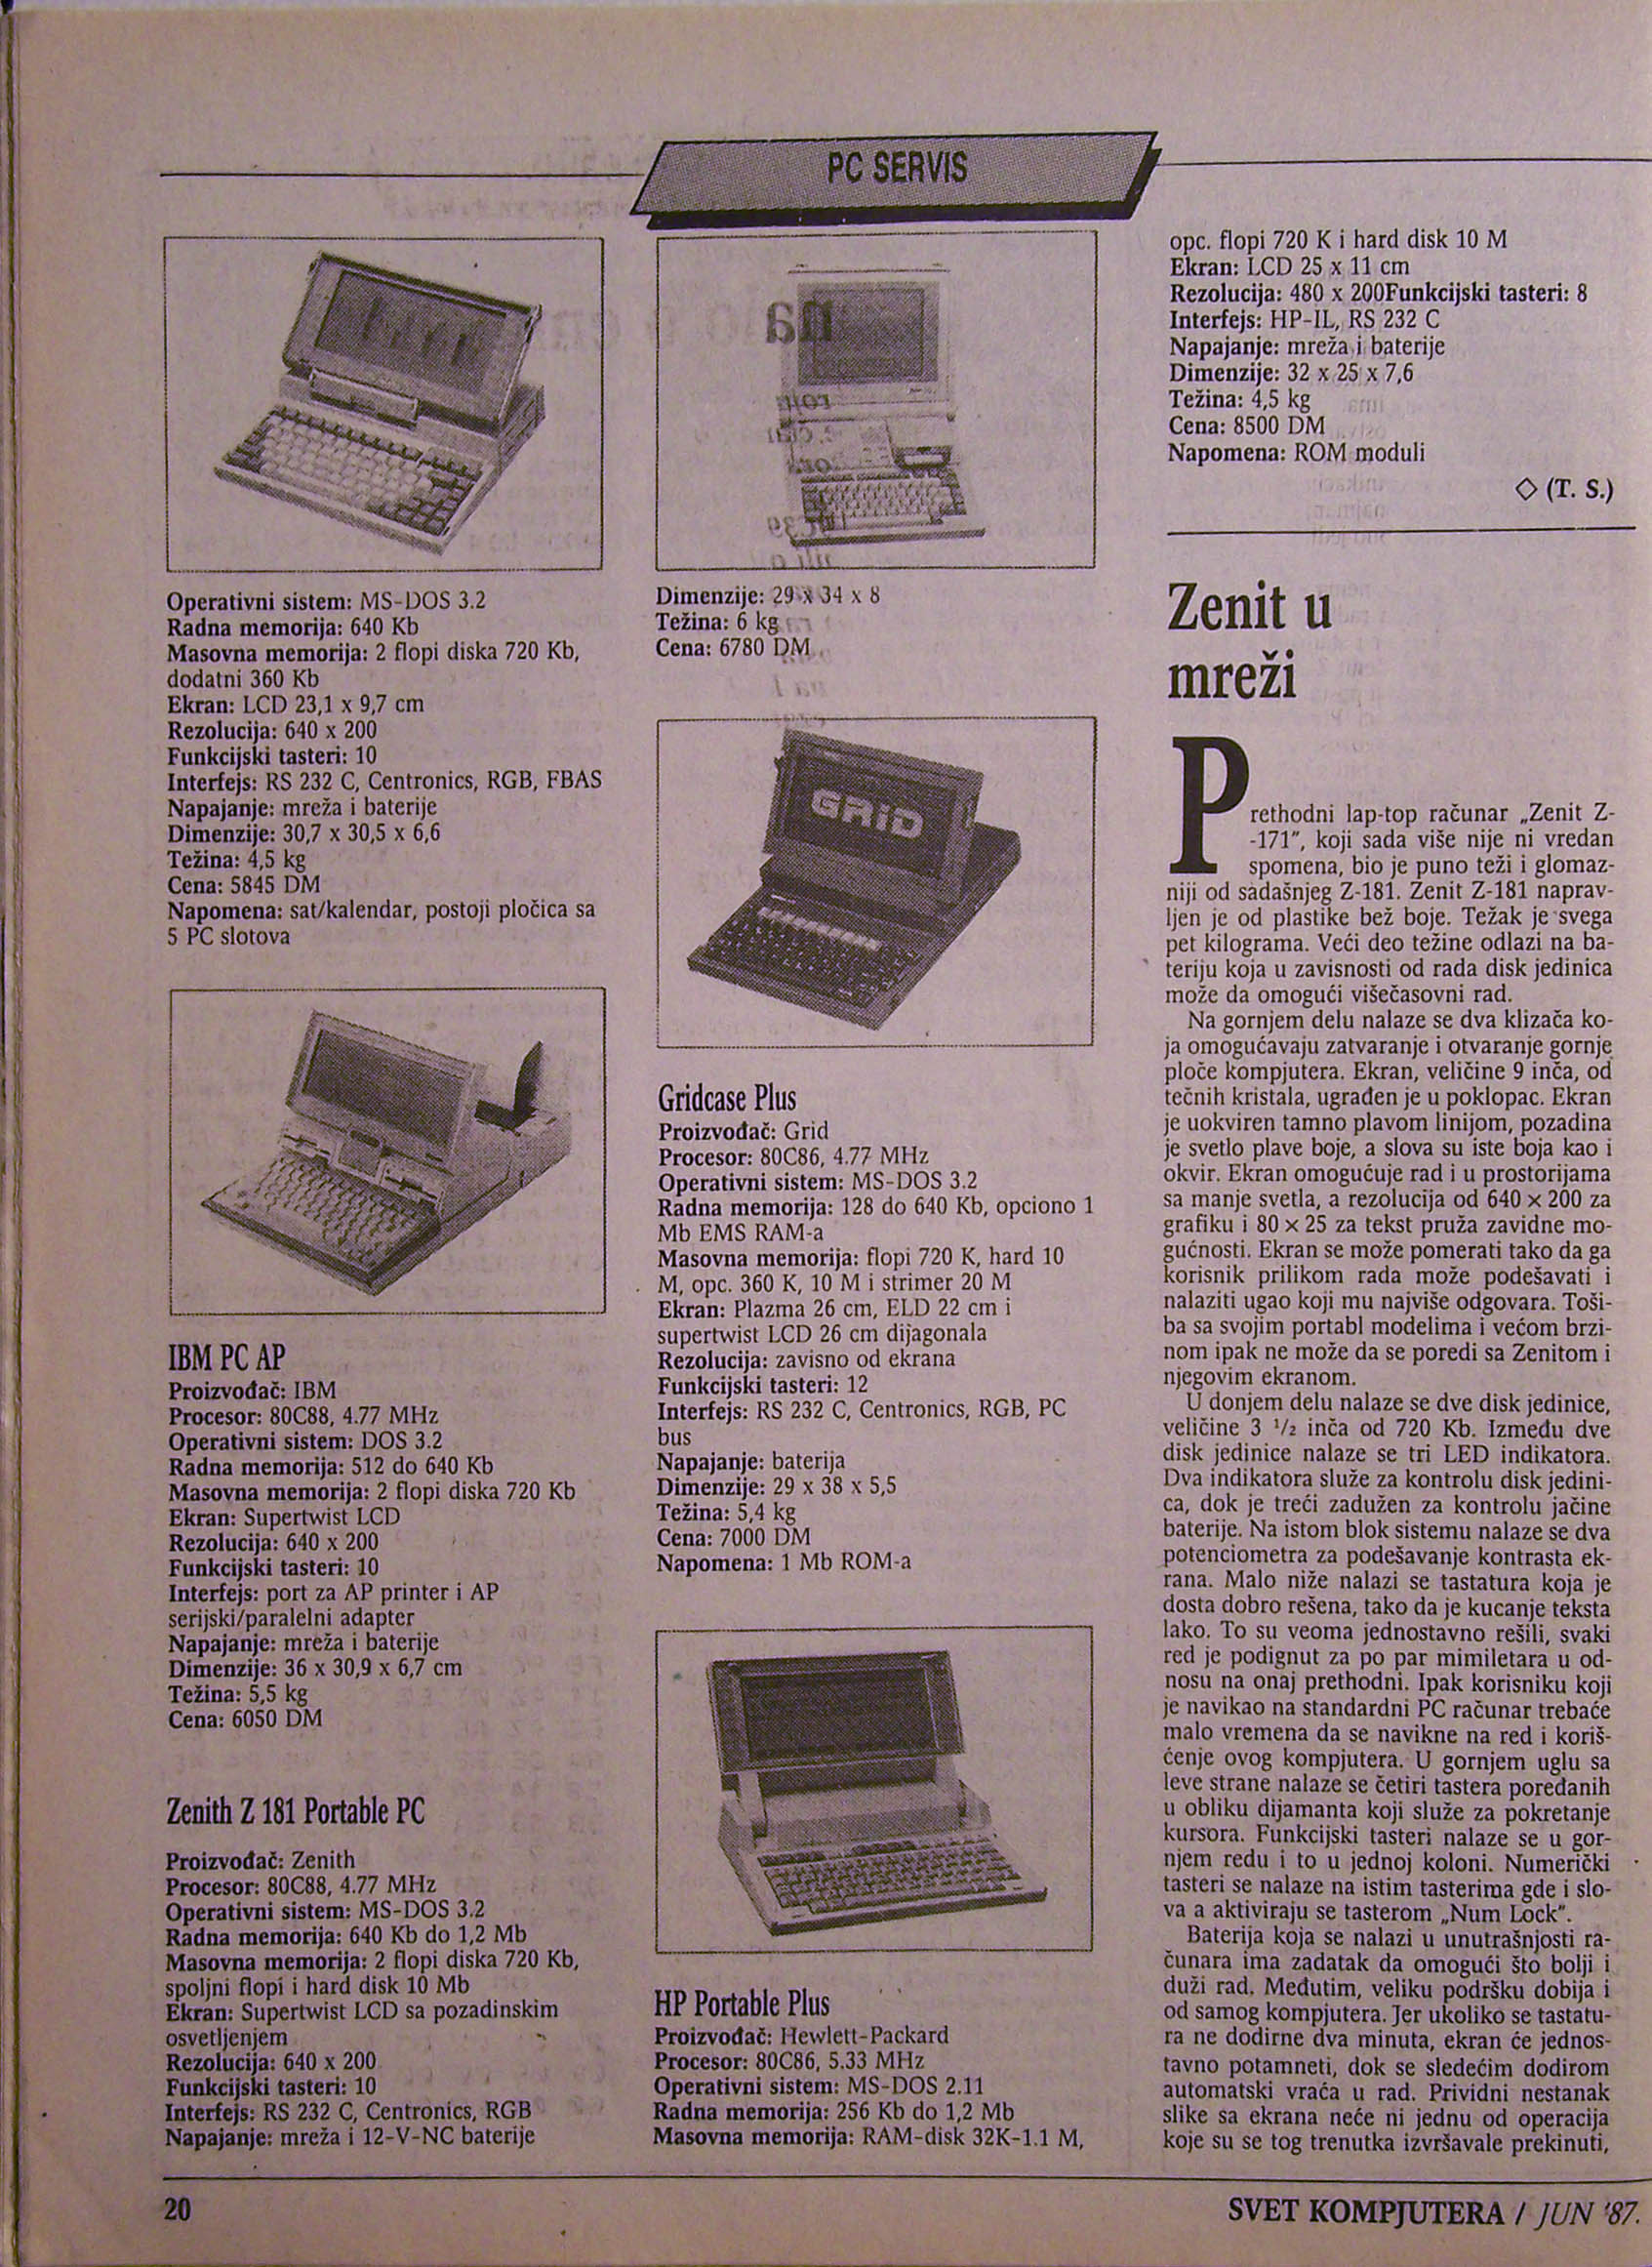 PC SERVIS
Operativni sistem: MS-DOS 3.2
Radna memorija: 640 Kb
Masovna memorija: 2 flopi diska 720 Kb,
dodatni 360 Kb
Ekran: LCD 23,1 x 9,7 cm
Rezolucija: 640 x 200
Funkcijski tasteri: 10
Interfejs: RS 232 C, Centronics, RGB, FBAS
Napajanje: mreža i baterije
Dimenzije: 30,7 x 30,5 x 6,6
Težina: 4,5 kg
Cena: 5845 DM
Napomena: sat/kalendar, postoji pločica sa
5 PC slotova
IBM PC AP
Proizvođač: IBM
Procesor: 80C88, 4.77 MHz
Operativni sistem: DOS 3.2
Radna memorija: 512 do 640 Kb
Masovna memorija: 2 flopi diska 720 Kb
Ekran: Supertwist LCD
Rezolucija: 640 x 200
Funkcijski tasteri: 10
Interfejs: port za AP printer i AP
serijski/paralelni adapter
Napajanje: mreža i baterije
Dimenzije: 36 x 30,9 x 6,7 cm
Težina: 5,5 kg
Cena: 6050 DM
Zenith Z 181 Portable PC
Proizvođač: Zenith
Procesor: 80C88, 4.77 MHz
Operativni sistem: MS-DOS 3.2
Radna memorija: 640 Kb do 1,2 Mb
Masovna memorija: 2 flopi diska 720 Kb,
spoljni flopi i hard disk 10 Mb
Ekran: Supertwist LCD sa pozadinskim
osvetljenjem
Rezolucija: 640 x 200
Funkcijski tasteri: 10
Interfejs: RS 232 C, Centronics, RGB
Napajanje: mreža i 12-V-NC baterije
Dimenzije: 29 x 34 x 8
Težina: 6 kg
Cena: 6780 DM
GRiD
Gridcase Plus
Proizvođač: Grid
Procesor: 80C86, 4.77 MHz
Operativni sistem: MS-DOS 3.2
Radna memorija: 128 do 640 Kb, opciono 1
Mb EMS RAM-a
Masovna memorija: flopi 720 K, hard 10
M, opc. 360 K, 10 M i strimer 20 M
Ekran: Plazma 26 cm, ELD 22 cm i
supertwist LCD 26 cm dijagonala
Rezolucija: zavisno od ekrana
Funkcijski tasteri: 12
Interfejs: RS 232 C, Centronics, RGB, PC
bus
Napajanje: baterija
Dimenzije: 29 x 38 x 5,5
Težina: 5,4 kg
Cena: 7000 DM
Napomena: 1 Mb ROM-a
HP Portable Plus
Proizvođač: Hewlett-Packard
Procesor: 80C86, 5.33 MHz
Operativni sistem: MS-DOS 2.11
Radna memorija: 256 Kb do 1,2 Mb
Masovna memorija: RAM-disk 32K-1.1 M,
opc. flopi 720 K i hard disk 10 M
Ekran: LCD 25 x 11 cm
Rezolucija: 480 x 200Funkcijski tasteri: 8
Interfejs: HP-IL, RS 232 C
Napajanje: mreža i baterije
Dimenzije: 32 x 25 x 7,6
Težina: 4,5 kg
Cena: 8500 DM
Napomena: ROM moduli
◇ (T. S.)
Zenit u
mreži
Prethodni lap-top računar „Zenit Z-
-171", koji sada više nije ni vredan
spomena, bio je puno teži i glomaz-
niji od sadašnjeg Z-181. Zenit Z-181 naprav-
ljen je od plastike bež boje. Težak je svega
pet kilograma. Veći deo težine odlazi na ba-
teriju koja u zavisnosti od rada disk jedinica
može da omogući višečasovni rad.
Na gornjem delu nalaze se dva klizača ko-
ja omogućavaju zatvaranje i otvaranje gornje
ploče kompjutera. Ekran, veličine 9 inča, od
tečnih kristala, ugrađen je u poklopac. Ekran
je uokviren tamno plavom linijom, pozadina
je svetlo plave boje, a slova su iste boja kao i
okvir. Ekran omogućuje rad i u prostorijama
sa manje svetla, a rezolucija od 640 x 200 za
grafiku i 80 x 25 za tekst pruža zavidne mo-
gućnosti. Ekran se može pomerati tako da ga
korisnik prilikom rada može podešavati i
nalaziti ugao koji mu najviše odgovara. Toši-
ba sa svojim portabl modelima i većom brzi-
nom ipak ne može da se poredi sa Zenitom i
njegovim ekranom.
U donjem delu nalaze se dve disk jedinice,
veličine 3 1/2 inča od 720 Kb. Između dve
disk jedinice nalaze se tri LED indikatora.
Dva indikatora služe za kontrolu disk jedini-
ca, dok je treći zadužen za kontrolu jačine
baterije. Na istom blok sistemu nalaze se dva
potenciometra za podešavanje kontrasta ek-
rana. Malo niže nalazi se tastatura koja je
dosta dobro rešena, tako da je kucanje teksta
lako. To su veoma jednostavno rešili, svaki
red je podignut za po par mimiletara u od-
nosu na onaj prethodni. Ipak korisniku koji
je navikao na standardni PC računar trebaće
malo vremena da se navikne na red i koriš-
ćenje ovog kompjutera. U gornjem uglu sa
leve strane nalaze se četiri tastera poređanih
u obliku dijamanta koji služe za pokretanje
kursora. Funkcijski tasteri nalaze se u gor-
njem redu i to u jednoj koloni. Numerički
tasteri se nalaze na istim tasterima gde i slo-
va a aktiviraju se tasterom „Num Lock".
Baterija koja se nalazi u unutrašnjosti ra-
čunara ima zadatak da omogući što bolji i
duži rad. Međutim, veliku podršku dobija i
od samog kompjutera. Jer ukoliko se tastatu-
ra ne dodirne dva minuta, ekran će jednos-
tavno potamneti, dok se sledećim dodirom
automatski vraća u rad. Prividni nestanak
slike sa ekrana neće ni jednu od operacija
koje su se tog trenutka izvršavale prekinuti,
20
SVET KOMPJUTERA / JUN '87.